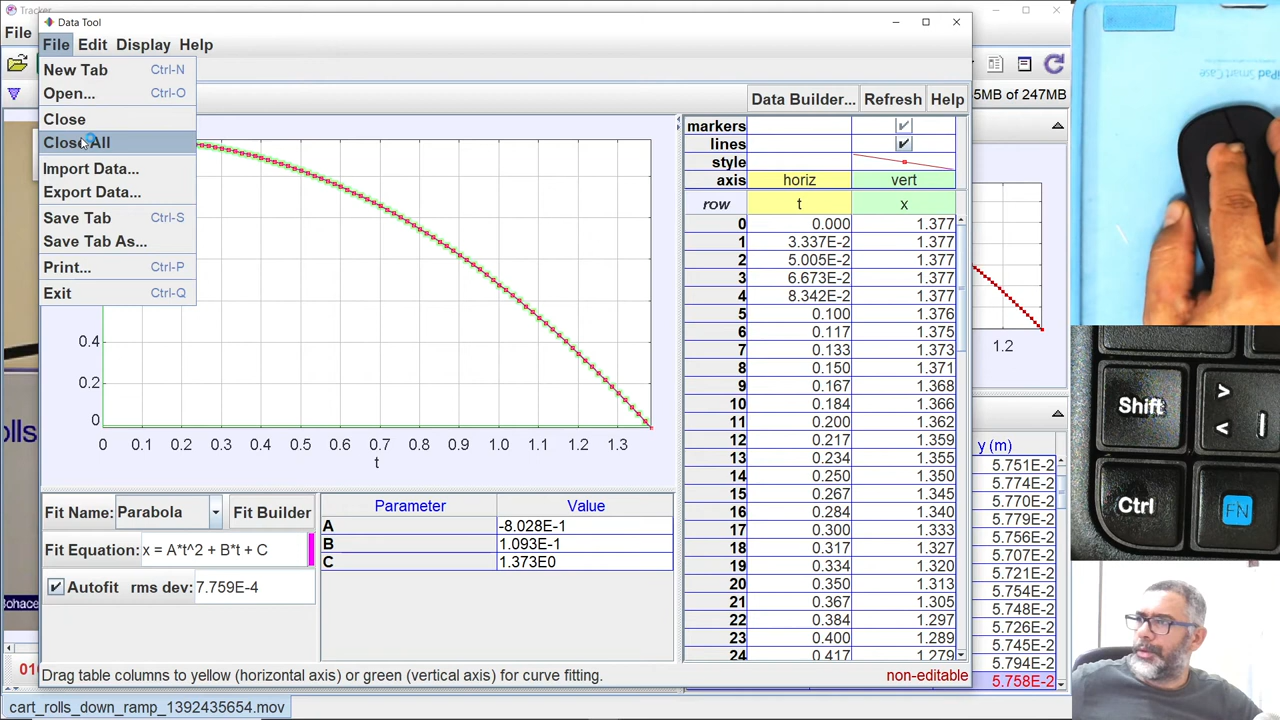 Tracker
File
Data Tool
File Edit Display Help
New Tab Ctrl-N
Open... Ctrl-O
Close
Close All
Import Data...
Export Data...
Save Tab Ctrl-S
Save Tab As...
Print... Ctrl-P
Exit Ctrl-Q
5MB of 247MB
Data Builder... Refresh Help
markers
lines
style
axis horiz vert
row t x
0 0.000 1.377
1 3.337E-2 1.377
2 5.005E-2 1.377
3 6.673E-2 1.377
4 8.342E-2 1.377
5 0.100 1.376
6 0.117 1.375
7 0.133 1.373
8 0.150 1.371
9 0.167 1.368
10 0.184 1.366
11 0.200 1.362
12 0.217 1.359
13 0.234 1.355
14 0.250 1.350
15 0.267 1.345
16 0.284 1.340
17 0.300 1.333
18 0.317 1.327
19 0.334 1.320
20 0.350 1.313
21 0.367 1.305
22 0.384 1.297
23 0.400 1.289
24 0.417 1.279
0.4
0.2
0
0 0.1 0.2 0.3 0.4 0.5 0.6 0.7 0.8 0.9 1.0 1.1 1.2 1.3
t
Fit Name: Parabola Fit Builder
Fit Equation: x = A*t^2 + B*t + C
Autofit rms dev: 7.759E-4
Parameter Value
A -8.028E-1
B 1.093E-1
C 1.373E0
Drag table columns to yellow (horizontal axis) or green (vertical axis) for curve fitting.
non-editable
1.2
y (m)
5.751E-2
5.774E-2
5.770E-2
5.779E-2
5.756E-2
5.707E-2
5.721E-2
5.754E-2
5.748E-2
5.726E-2
5.745E-2
5.794E-2
5.758E-2
olls
Bohace
01
cart_rolls_down_ramp_1392435654.mov
iPad Smart Case
Shift
>
<
Ctrl
FN